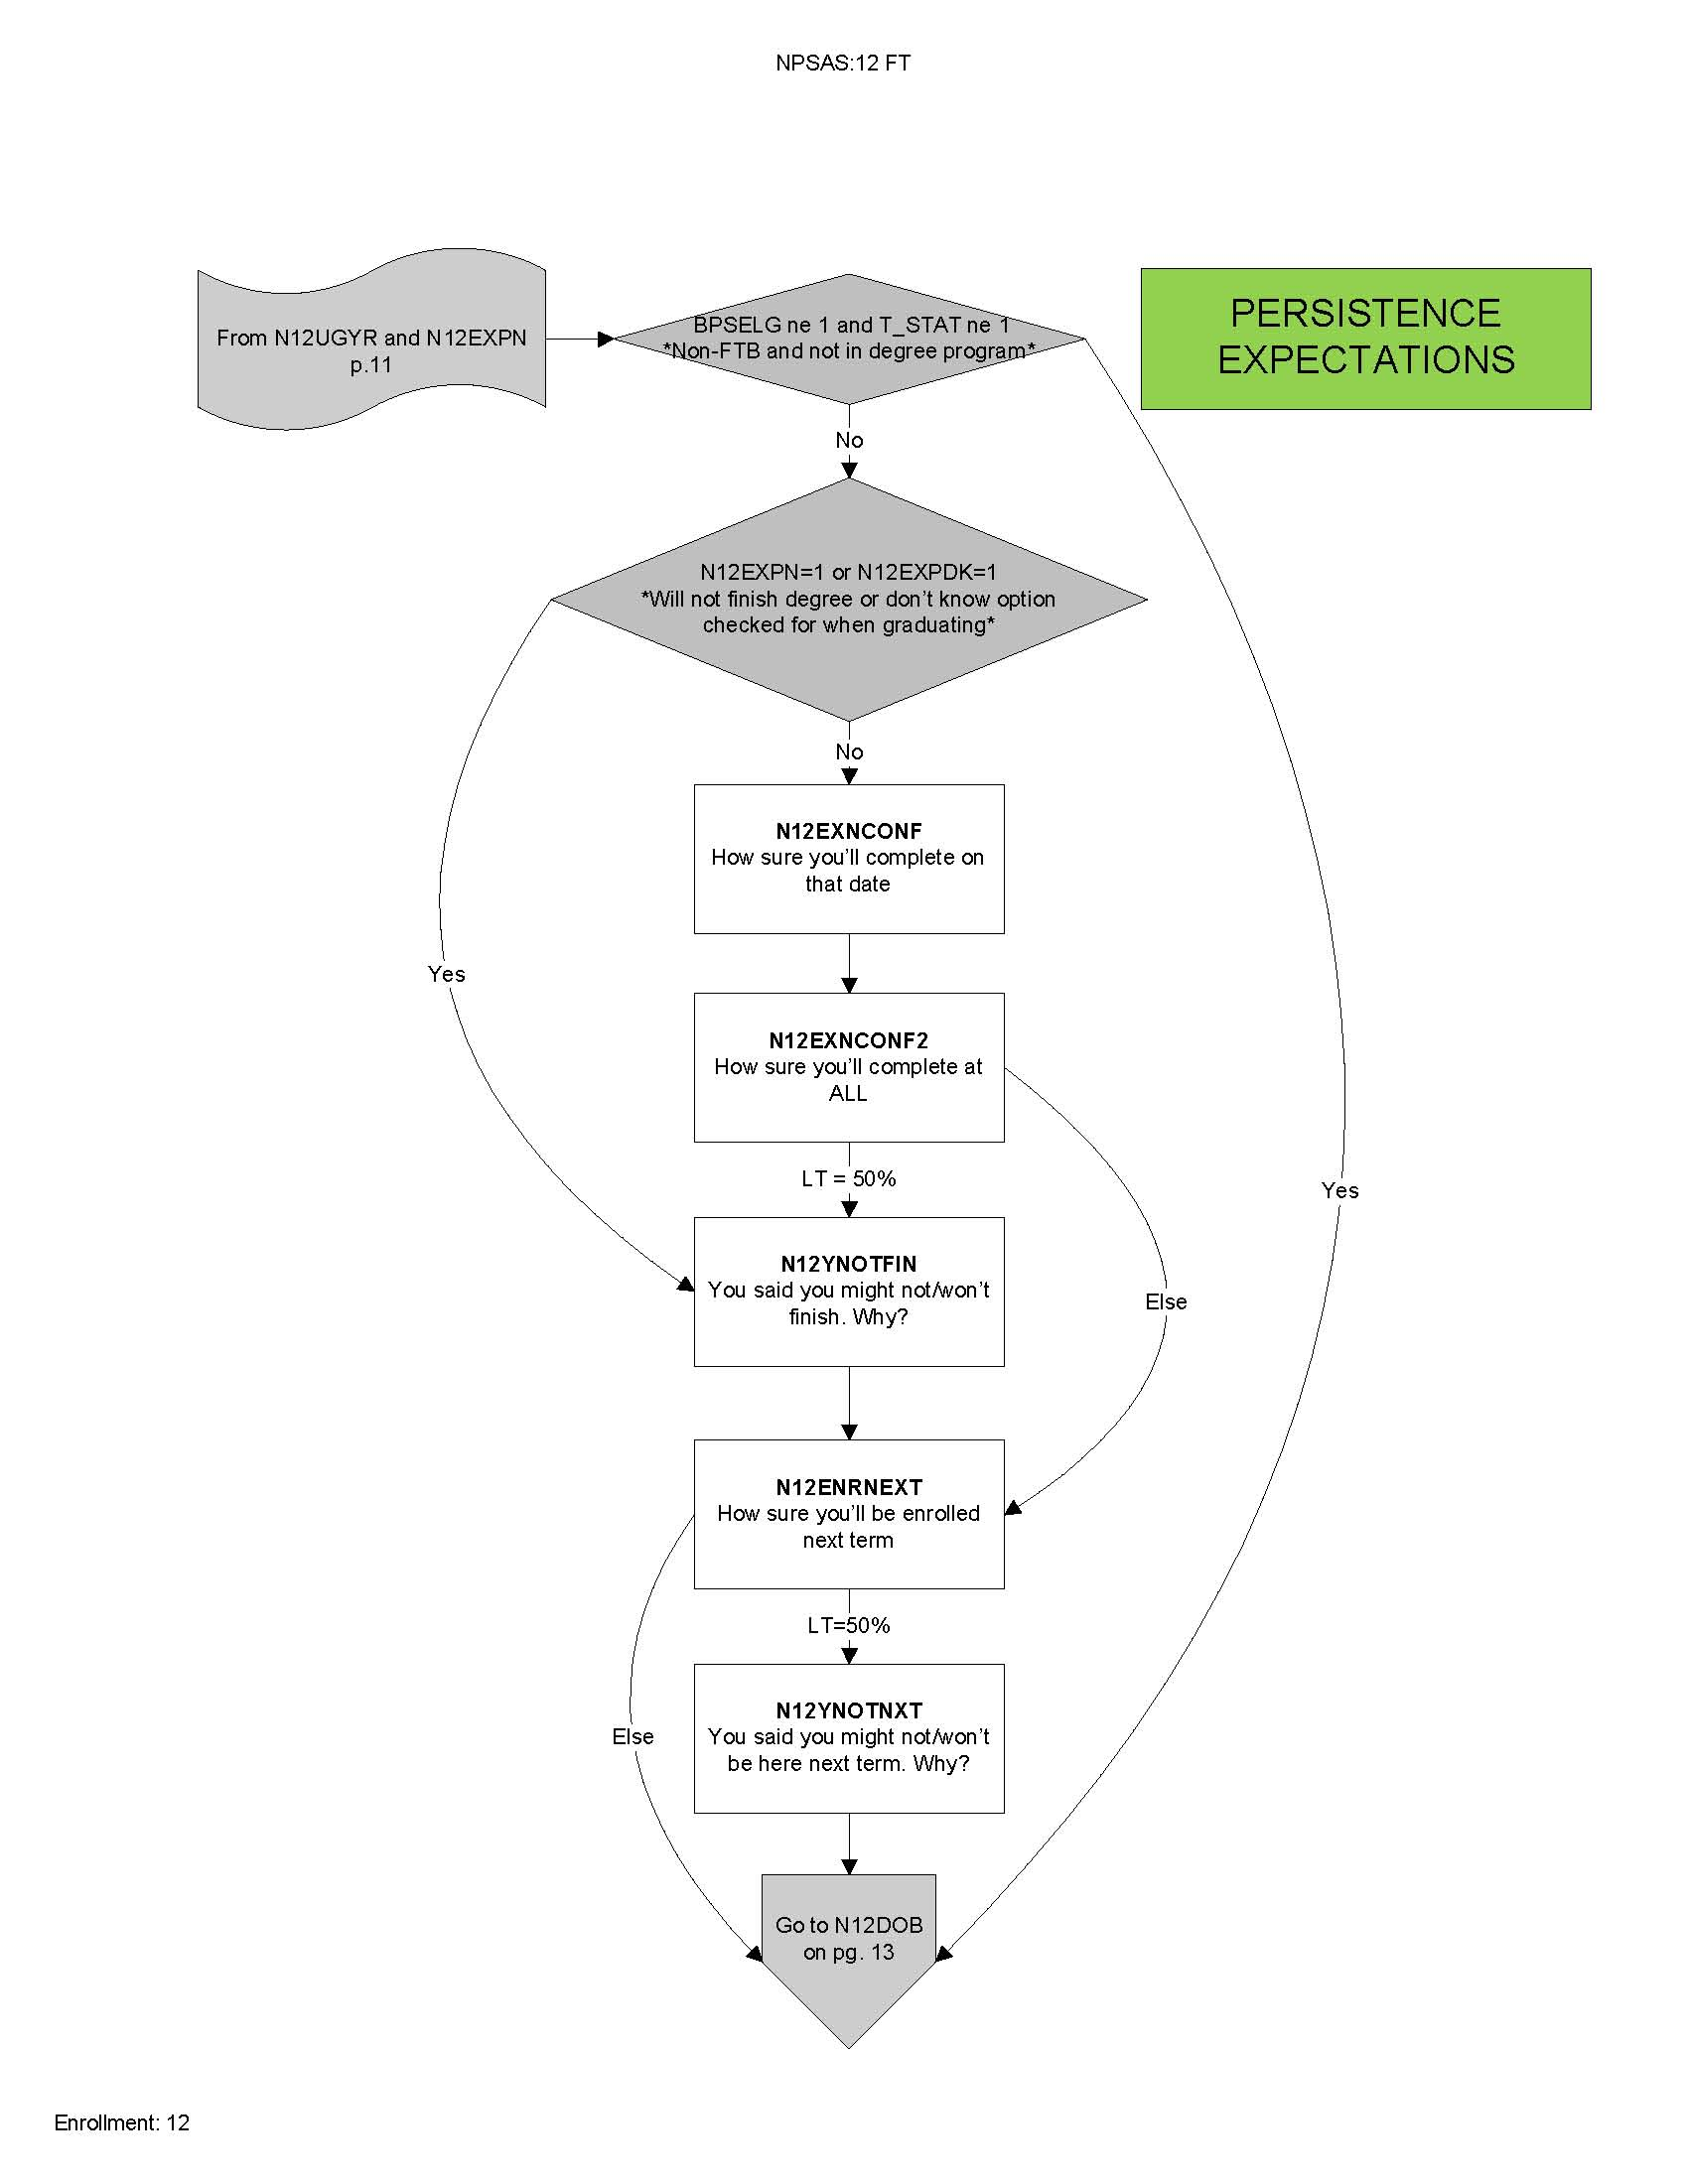 NPSAS:12 FT
From N12UGYR and N12EXPN
p.11
BPSELG ne 1 and T_STAT ne 1
*Non-FTB and not in degree program*
PERSISTENCE
EXPECTATIONS
No
N12EXPN=1 or N12EXPDK=1
*Will not finish degree or don't know option
checked for when graduating*
No
N12EXNCONF
How sure you'll complete on
that date
Yes
N12EXNCONF2
How sure you'll complete at
ALL
LT = 50%
Yes
N12YNOTFIN
You said you might not/won't
finish. Why?
Else
N12ENRNEXT
How sure you'll be enrolled
next term
LT=50%
N12YNOTNXT
You said you might not/won't
be here next term. Why?
Else
Go to N12DOB
on pg. 13
Enrollment: 12